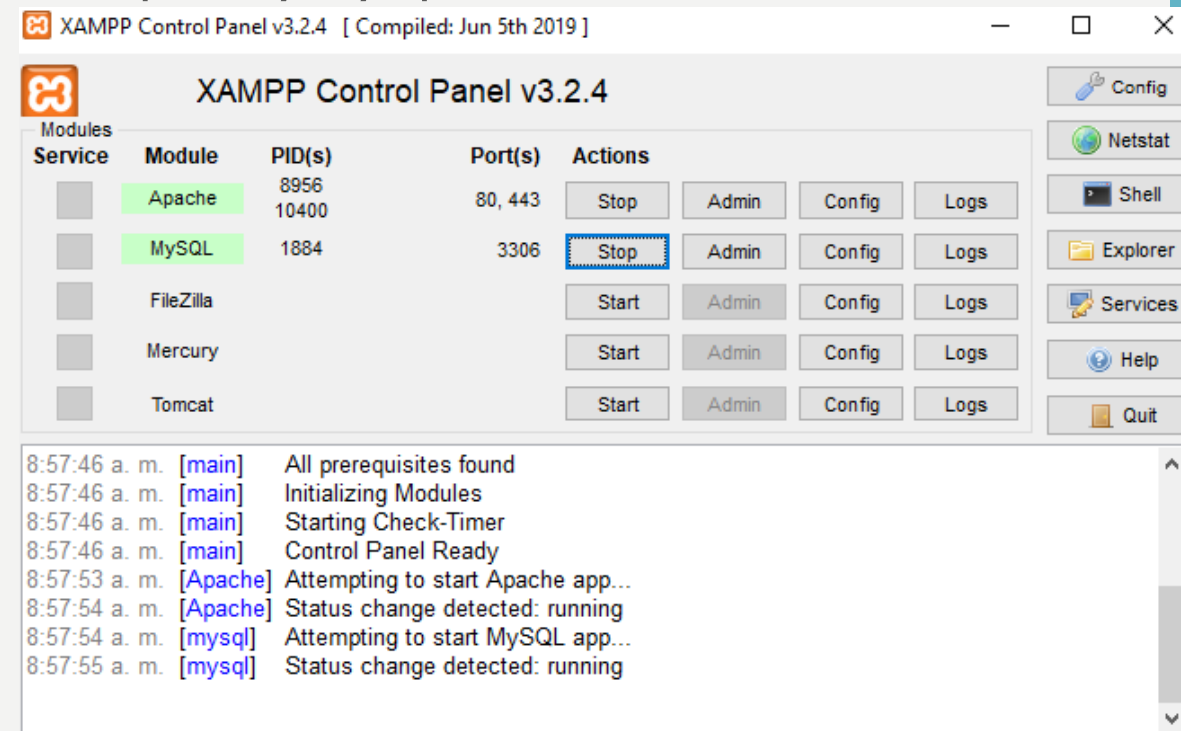 XAMPP Control Panel v3.2.4 [ Compiled: Jun 5th 2019 ]
XAMPP Control Panel v3.2.4
Config
Modules
Netstat
Service Module PID(s) Port(s) Actions
Apache 8956 10400 80, 443 Stop Admin Config Logs
Shell
MySQL 1884 3306 Stop Admin Config Logs
Explorer
FileZilla Start Admin Config Logs
Services
Mercury Start Admin Config Logs
Help
Tomcat Start Admin Config Logs
Quit
8:57:46 a. m. [main] All prerequisites found
8:57:46 a. m. [main] Initializing Modules
8:57:46 a. m. [main] Starting Check-Timer
8:57:46 a. m. [main] Control Panel Ready
8:57:53 a. m. [Apache] Attempting to start Apache app...
8:57:54 a. m. [Apache] Status change detected: running
8:57:54 a. m. [mysql] Attempting to start MySQL app...
8:57:55 a. m. [mysql] Status change detected: running